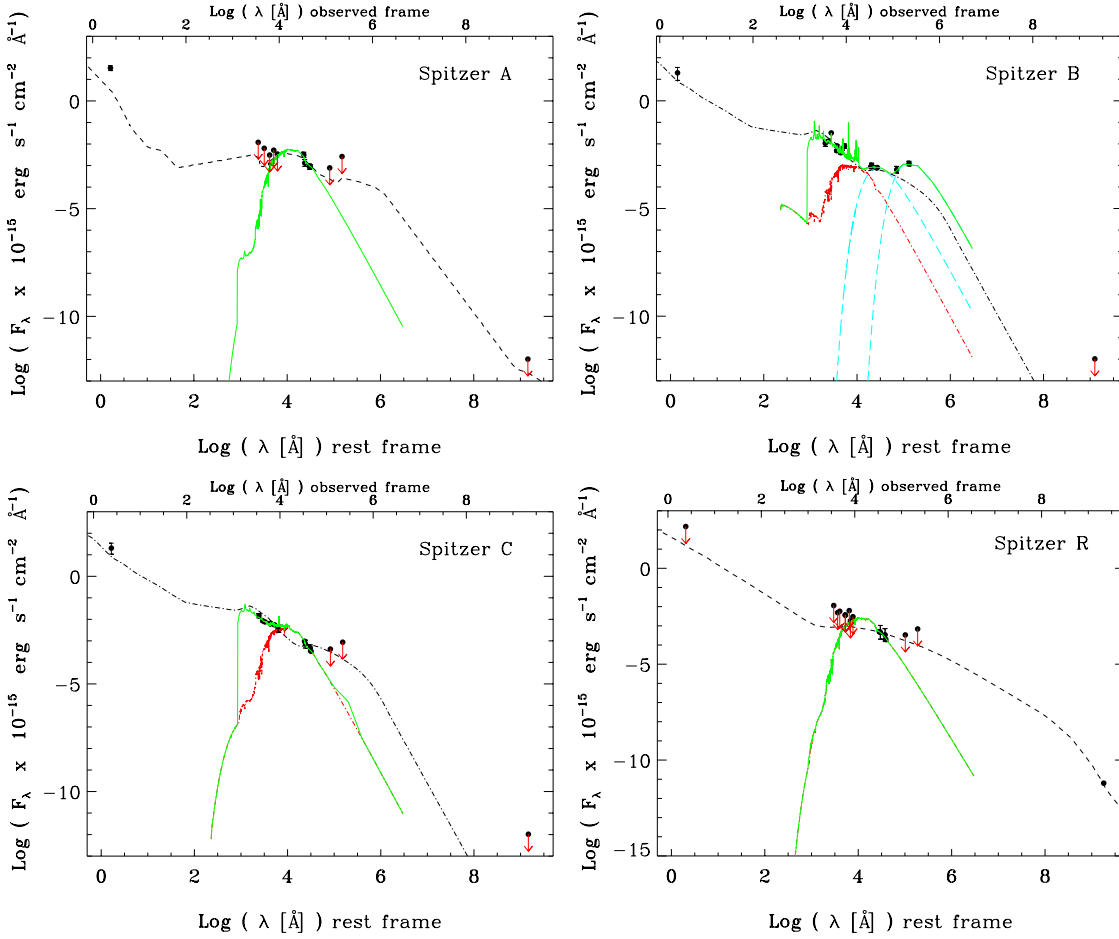 Log ( λ [Å] ) observed frame
Log ( λ [Å] ) observed frame
0 2 4 6 8
0 2 4 6 8
Spitzer A
Spitzer B
0
-5
-10
0
-5
-10
Log ( Fλ x 10⁻¹⁵ erg s⁻¹ cm⁻² Å⁻¹)
Log ( Fλ x 10⁻¹⁵ erg s⁻¹ cm⁻² Å⁻¹)
0 2 4 6 8
0 2 4 6 8
Log ( λ [Å] ) rest frame
Log ( λ [Å] ) rest frame
Log ( λ [Å] ) observed frame
Log ( λ [Å] ) observed frame
0 2 4 6 8
0 2 4 6 8
Spitzer C
Spitzer R
0
-5
-10
0
-5
-10
-15
Log ( Fλ x 10⁻¹⁵ erg s⁻¹ cm⁻² Å⁻¹)
Log ( Fλ x 10⁻¹⁵ erg s⁻¹ cm⁻² Å⁻¹)
0 2 4 6 8
0 2 4 6 8
Log ( λ [Å] ) rest frame
Log ( λ [Å] ) rest frame